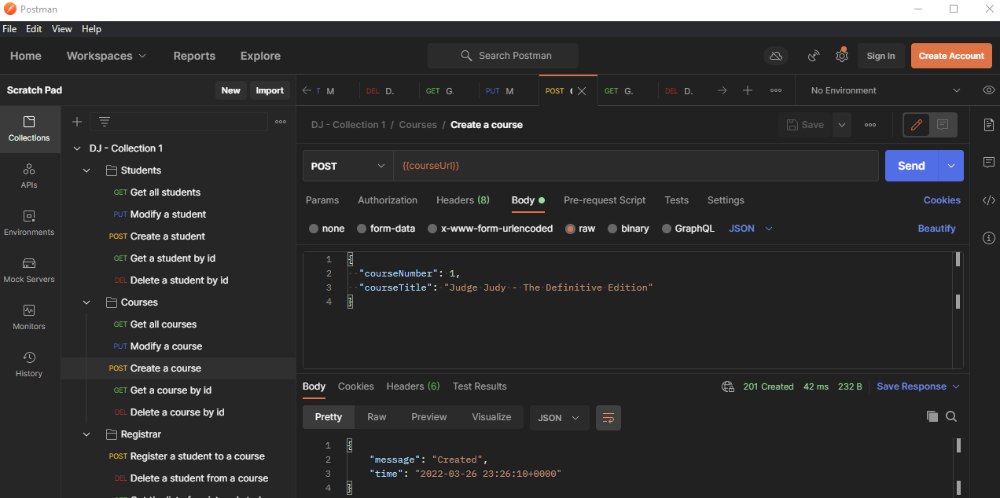 Postman
File Edit View Help
Home Workspaces Reports Explore Search Postman Sign In Create Account
Scratch Pad New Import
T M DEL D. GET G. PUT M POST GET G. DEL D. No Environment
Collections
APIs
Environments
Mock Servers
Monitors
History
DJ - Collection 1
Students
GET Get all students
PUT Modify a student
POST Create a student
GET Get a student by id
DEL Delete a student by id
Courses
GET Get all courses
PUT Modify a course
POST Create a course
GET Get a course by id
DEL Delete a course by id
Registrar
POST Register a student to a course
DEL Delete a student from a course
DJ - Collection 1 / Courses / Create a course Save
POST {{courseUrl}} Send
Params Authorization Headers (8) Body Pre-request Script Tests Settings Cookies
none form-data x-www-form-urlencoded raw binary GraphQL JSON Beautify
1 {
2 "courseNumber": 1,
3 "courseTitle": "Judge Judy - The Definitive Edition"
4 }
Body Cookies Headers (6) Test Results 201 Created 42 ms 232 B Save Response
Pretty Raw Preview Visualize JSON
1 {
2 "message": "Created",
3 "time": "2022-03-26 23:26:10+0000"
4 }